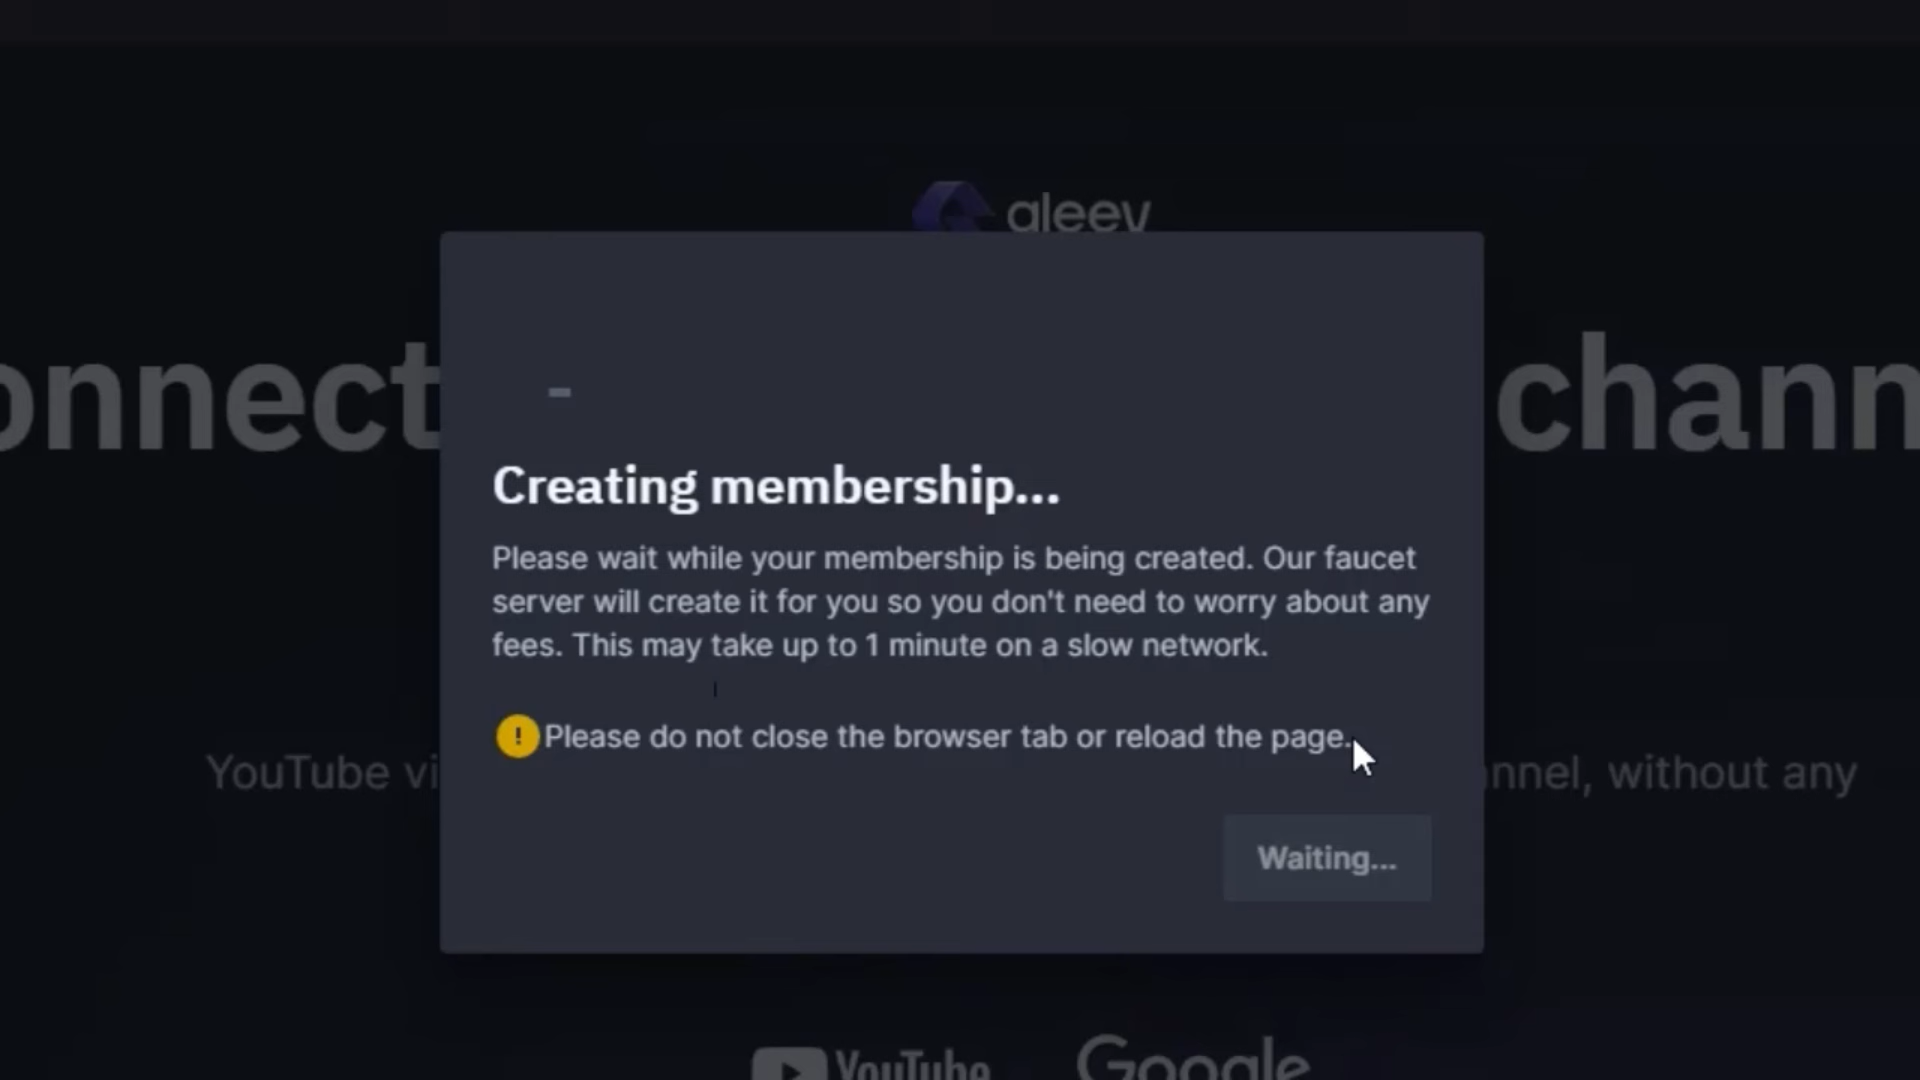 gleev
onnect chann
Creating membership...
Please wait while your membership is being created. Our faucet
server will create it for you so you don't need to worry about any
fees. This may take up to 1 minute on a slow network.
! Please do not close the browser tab or reload the page.
YouTube vi nnel, without any
Waiting...
YouTube Google